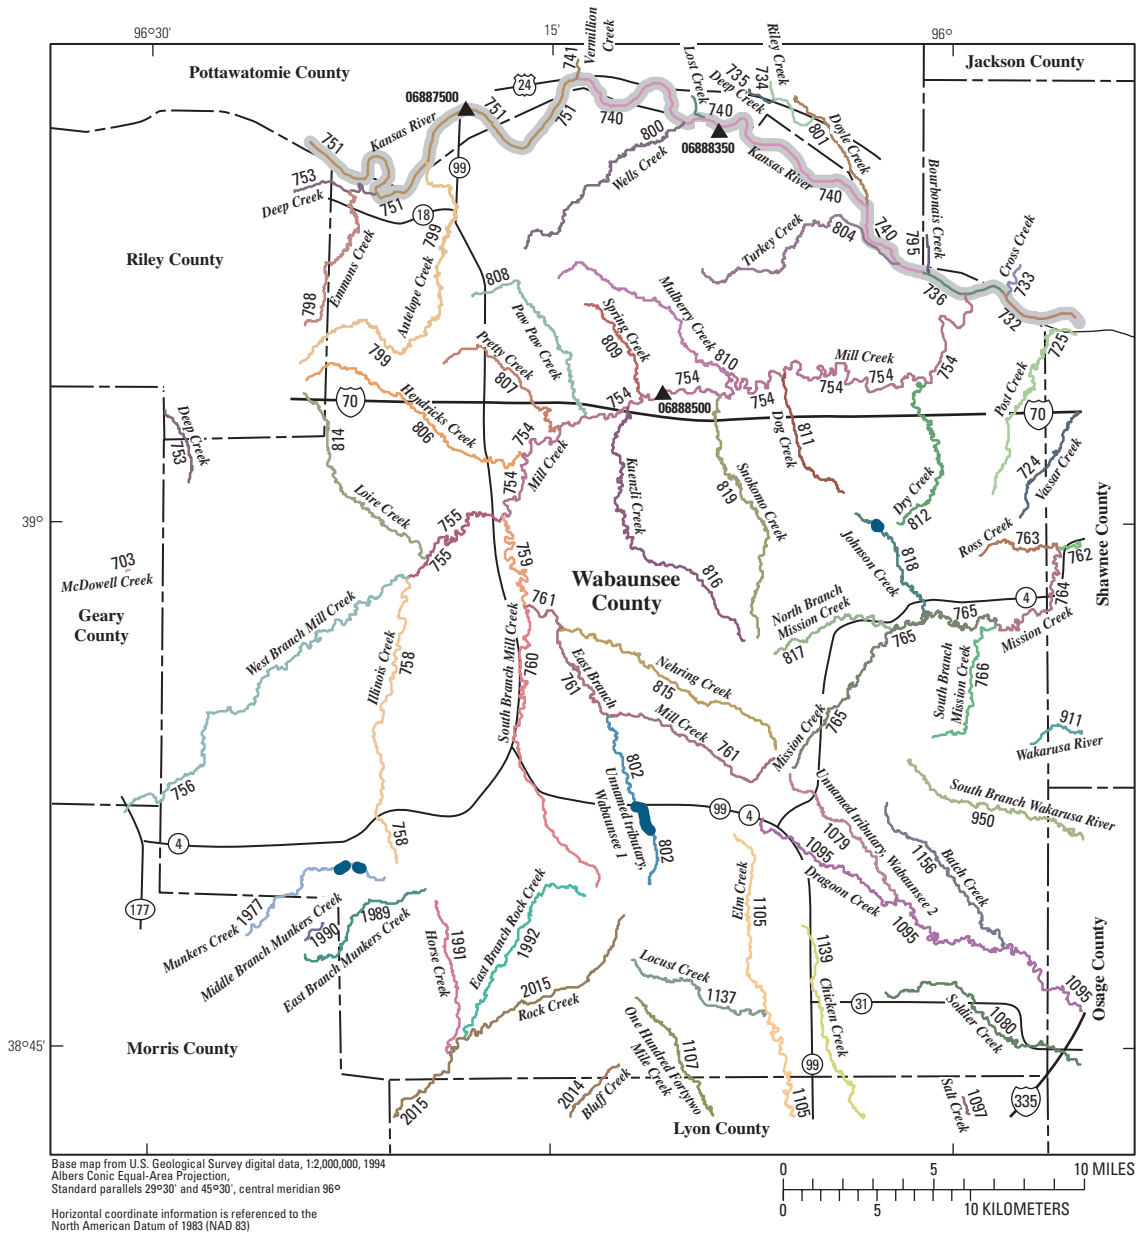 96º30'
15'
96º
Pottawatomie County
Jackson County
741
Vermillion
Creek
24
Lost Creek
735
734
Riley Creek
Deep Creek
06887500
751
751
740
740
801
Doyle Creek
751
Kansas River
800
06888350
Wells Creek
Kansas River
740
99
753
Deep Creek
751
18
Bourbonais Creek
795
740
Turkey Creek
804
Cross Creek
733
Riley County
Emmons Creek
798
Antelope Creek
799
799
808
Paw Paw Creek
Mulberry Creek
810
Spring Creek
809
736
732
725
Pretty Creek
807
Mill Creek
754
754
754
754
754
754
06888500
Post Creek
70
70
Hendricks Creek
806
Deep Creek
753
814
754
Mill Creek
754
Kuenzli Creek
Snokomo Creek
819
Dog Creek
811
Dry Creek
812
724
Vassar Creek
39º
Loire Creek
755
755
759
Johnson Creek
818
Ross Creek
763
762
Shawnee County
703
McDowell Creek
Geary
County
Wabaunsee
County
816
761
4
764
North Branch
Mission Creek
817
765
765
Mission Creek
West Branch Mill Creek
Illinois Creek
758
South Branch Mill Creek
760
East Branch
761
Nehring Creek
815
Mill Creek
761
South Branch
Mission Creek
766
Mission Creek
765
911
Wakarusa River
756
802
Unnamed tributary,
Wabaunsee 1
802
99
4
South Branch Wakarusa River
950
4
758
Unnamed tributary, Wabaunsee 2
1079
1095
Dragoon Creek
1095
1156
Batch Creek
177
Munkers Creek
1977
Middle Branch Munkers Creek
1990
1989
East Branch Munkers Creek
1991
Horse Creek
East Branch Rock Creek
1992
Elm Creek
1105
1139
Chicken Creek
2015
Rock Creek
Locust Creek
1137
31
Soldier Creek
1080
1095
Osage County
38º45'
Morris County
One Hundred Fortytwo
Mile Creek
1107
99
2015
2014
Bluff Creek
1105
Salt Creek
1097
335
Lyon County
Base map from U.S. Geological Survey digital data, 1:2,000,000, 1994
Albers Conic Equal-Area Projection,
Standard parallels 29º30' and 45º30', central meridian 96º
Horizontal coordinate information is referenced to the
North American Datum of 1983 (NAD 83)
0 5 10 MILES
0 5 10 KILOMETERS